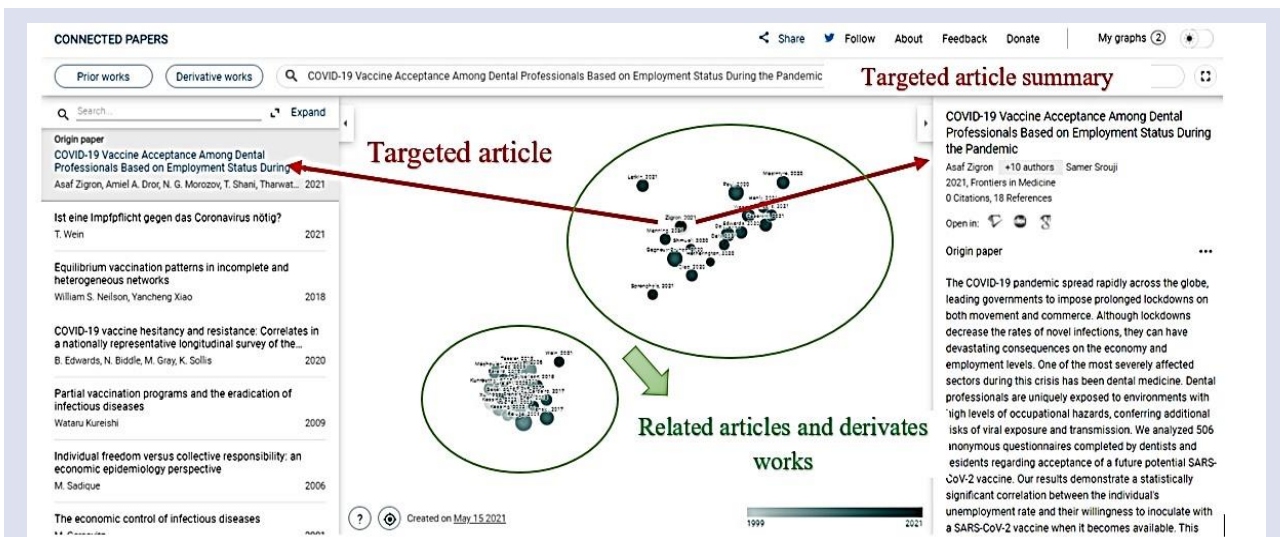 CONNECTED PAPERS
Share Follow About Feedback Donate My graphs 2
Prior works Derivative works COVID-19 Vaccine Acceptance Among Dental Professionals Based on Employment Status During the Pandemic
Targeted article summary
Search... Expand
Origin paper
COVID-19 Vaccine Acceptance Among Dental
Professionals Based on Employment Status During
Asaf Zigron, Amiel A. Dror, N. G. Morozov, T. Shani, Tharwat... 2021
Ist eine Impfpflicht gegen das Coronavirus nötig?
T. Wein 2021
Equilibrium vaccination patterns in incomplete and
heterogeneous networks
William S. Neilson, Yancheng Xiao 2018
COVID-19 vaccine hesitancy and resistance: Correlates in
a nationally representative longitudinal survey of the...
B. Edwards, N. Biddle, M. Gray, K. Sollis 2020
Partial vaccination programs and the eradication of
infectious diseases
Wataru Kureishi 2009
Individual freedom versus collective responsibility: an
economic epidemiology perspective
M. Sadique 2006
The economic control of infectious diseases
Targeted article
Latkin, 2021
Zigron, 2021
Manning, 2021
Shmuel, 2020
Wein, 2021
Related articles and derivates
works
? Created on May 15 2021
1999 2021
COVID-19 Vaccine Acceptance Among Dental
Professionals Based on Employment Status During
the Pandemic
Asaf Zigron +10 authors Samer Srouji
2021, Frontiers in Medicine
0 Citations, 18 References
Open in:
Origin paper ...
The COVID-19 pandemic spread rapidly across the globe,
leading governments to impose prolonged lockdowns on
both movement and commerce. Although lockdowns
decrease the rates of novel infections, they can have
devastating consequences on the economy and
employment levels. One of the most severely affected
sectors during this crisis has been dental medicine. Dental
professionals are uniquely exposed to environments with
igh levels of occupational hazards, conferring additional
isks of viral exposure and transmission. We analyzed 506
nonymous questionnaires completed by dentists and
esidents regarding acceptance of a future potential SARS-
CoV-2 vaccine. Our results demonstrate a statistically
significant correlation between the individual's
unemployment rate and their willingness to inoculate with
a SARS-CoV-2 vaccine when it becomes available. This